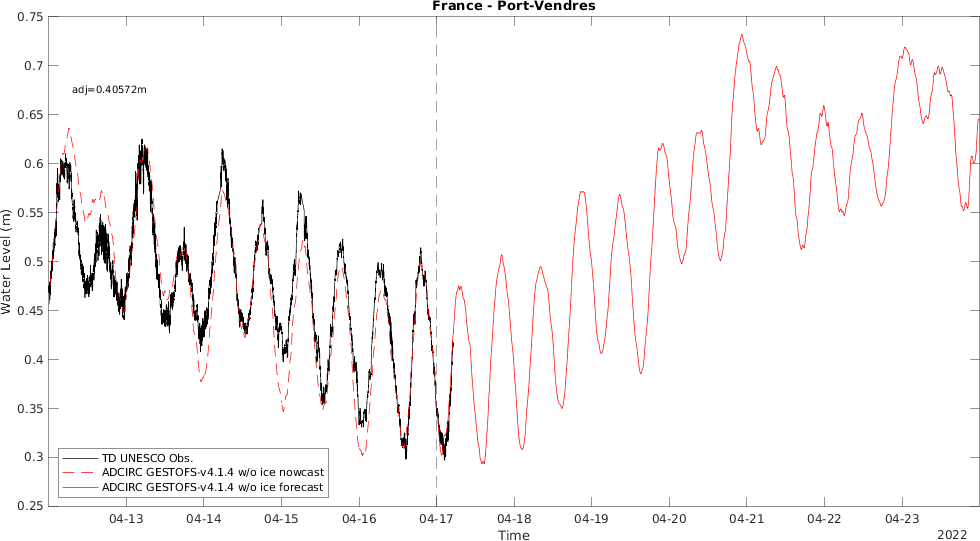 France - Port-Vendres
0.75
0.7
0.65
0.6
0.55
0.5
0.45
0.4
0.35
0.3
0.25
Water Level (m)
adj=0.40572m
TD UNESCO Obs.
ADCIRC GESTOFS-v4.1.4 w/o ice nowcast
ADCIRC GESTOFS-v4.1.4 w/o ice forecast
04-13 04-14 04-15 04-16 04-17 04-18 04-19 04-20 04-21 04-22 04-23
Time
2022